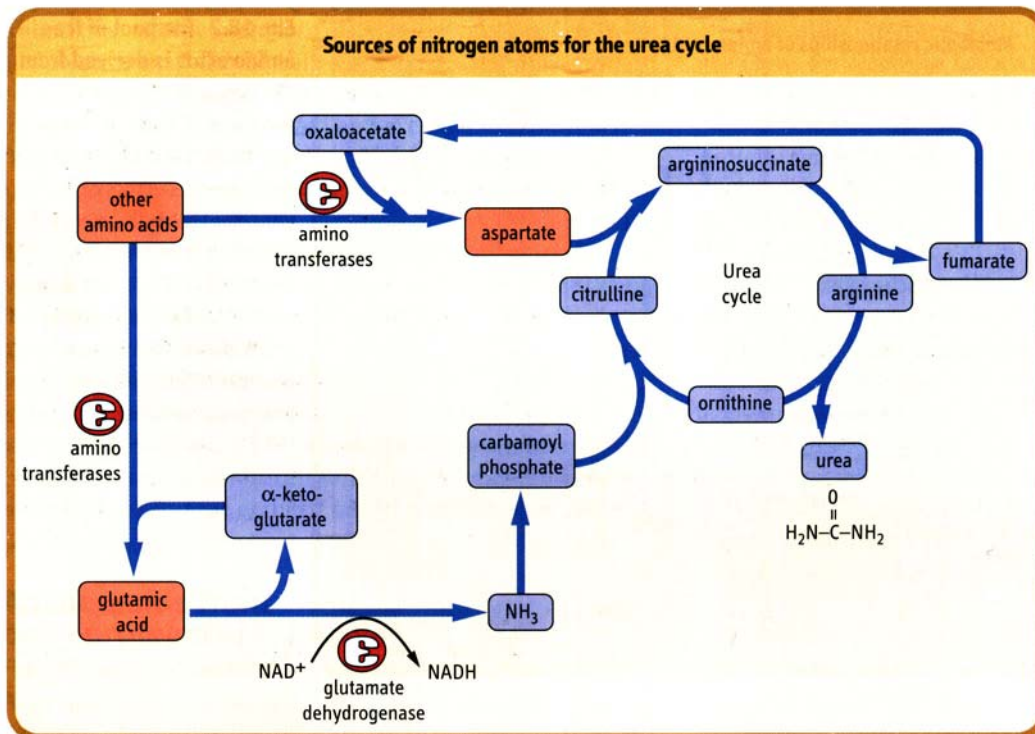 Sources of nitrogen atoms for the urea cycle
oxaloacetate
argininosuccinate
other
amino acids
amino
transferases
aspartate
fumarate
citrulline
Urea
cycle
arginine
ornithine
amino
transferases
carbamoyl
phosphate
urea
α-keto-
glutarate
O
H₂N–C–NH₂
glutamic
acid
NH₃
NAD⁺
NADH
glutamate
dehydrogenase